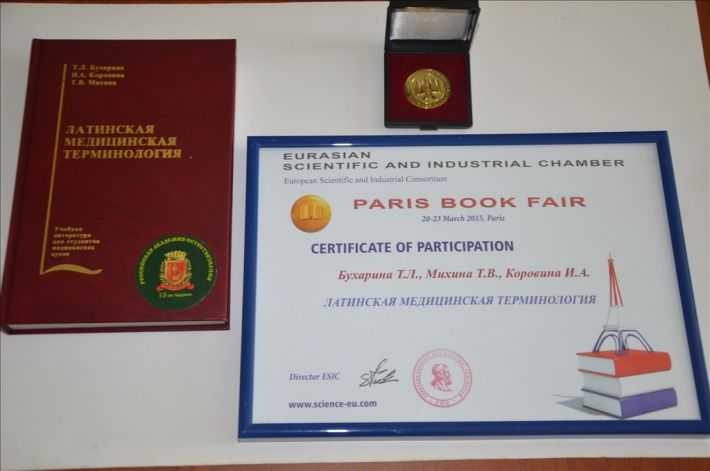 Т.Л. Бухарина
И.А. Коровина
Т.В. Михина
ЛАТИНСКАЯ
МЕДИЦИНСКАЯ
ТЕРМИНОЛОГИЯ
Учебная
литература
для студентов
медицинских
вузов
РОССИЙСКАЯ АКАДЕМИЯ ЕСТЕСТВОЗНАНИЯ
15 лет
EURASIAN
SCIENTIFIC AND INDUSTRIAL CHAMBER
European Scientific and Industrial Consortium
PARIS BOOK FAIR
20-23 March 2015, Paris
CERTIFICATE OF PARTICIPATION
Бухарина Т.Л., Михина Т.В., Коровина И.А.
ЛАТИНСКАЯ МЕДИЦИНСКАЯ ТЕРМИНОЛОГИЯ
Director ESIC
www.science-eu.com